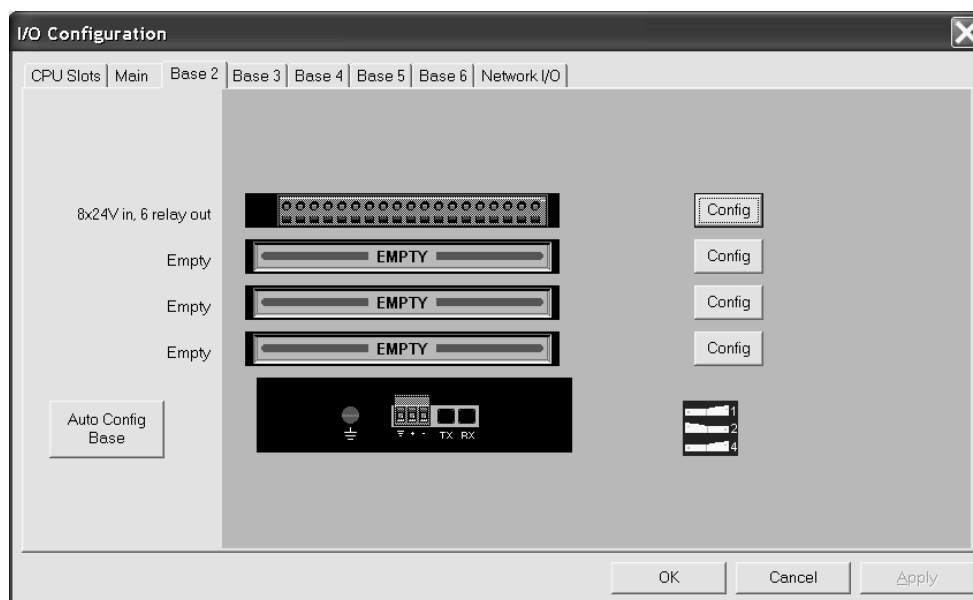 I/O Configuration
CPU Slots Main Base 2 Base 3 Base 4 Base 5 Base 6 Network I/O
8x24V in, 6 relay out Config
Empty EMPTY Config
Empty EMPTY Config
Empty EMPTY Config
Auto Config
Base
+ - TX RX
1
2
4
OK Cancel Apply